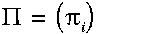 Π = (π_i)